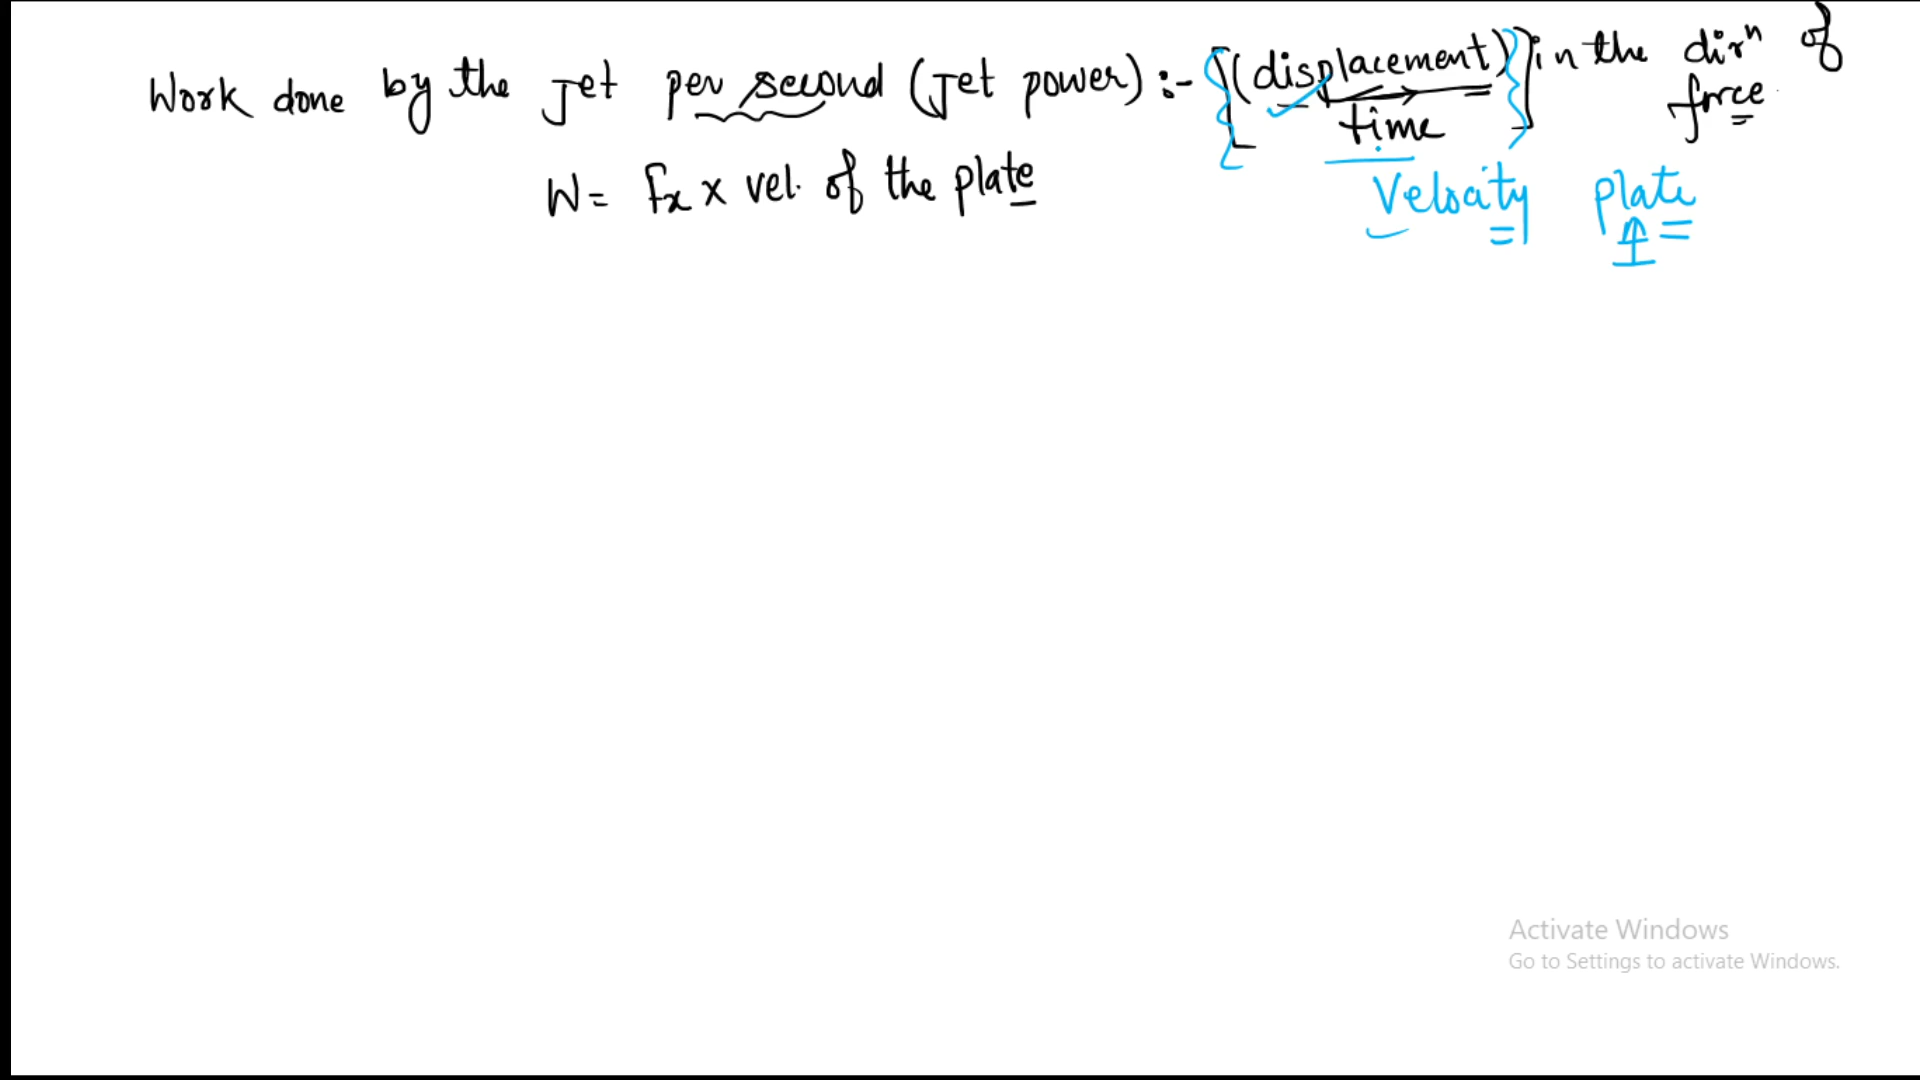 Work done by the Jet per second (Jet power) :- [(displacement) / time] in the dirⁿ of force
W = Fx x vel. of the plate
Velocity plate
Activate Windows
Go to Settings to activate Windows.